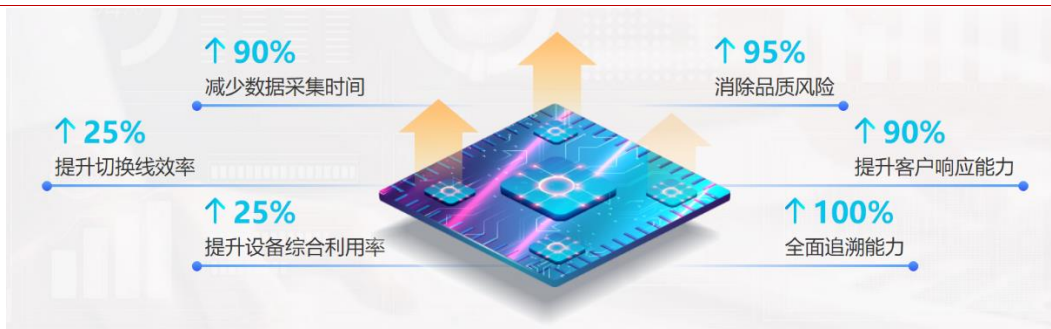 ↑ 90%
减少数据采集时间
↑ 95%
消除品质风险
↑ 25%
提升切换线效率
↑ 90%
提升客户响应能力
↑ 25%
提升设备综合利用率
↑ 100%
全面追溯能力